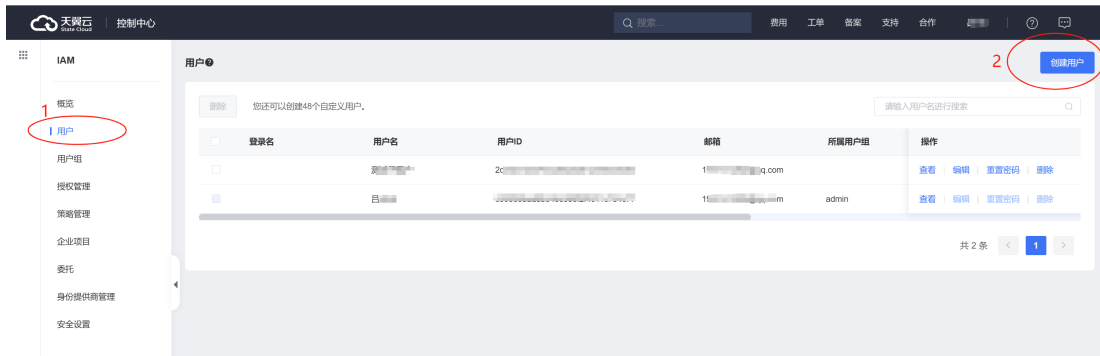 天翼云 State Cloud 控制中心 搜索... 费用 工单 备案 支持 合作
IAM
用户
2 创建用户
删除 您还可以创建48个自定义用户。 请输入用户名进行搜索
概览
1
用户
用户组
授权管理
策略管理
企业项目
委托
身份提供商管理
安全设置
登录名 用户名 用户ID 邮箱 所属用户组 操作
q.com 查看 编辑 重置密码 删除
吕 admin 查看 编辑 重置密码 删除
共 2 条 1